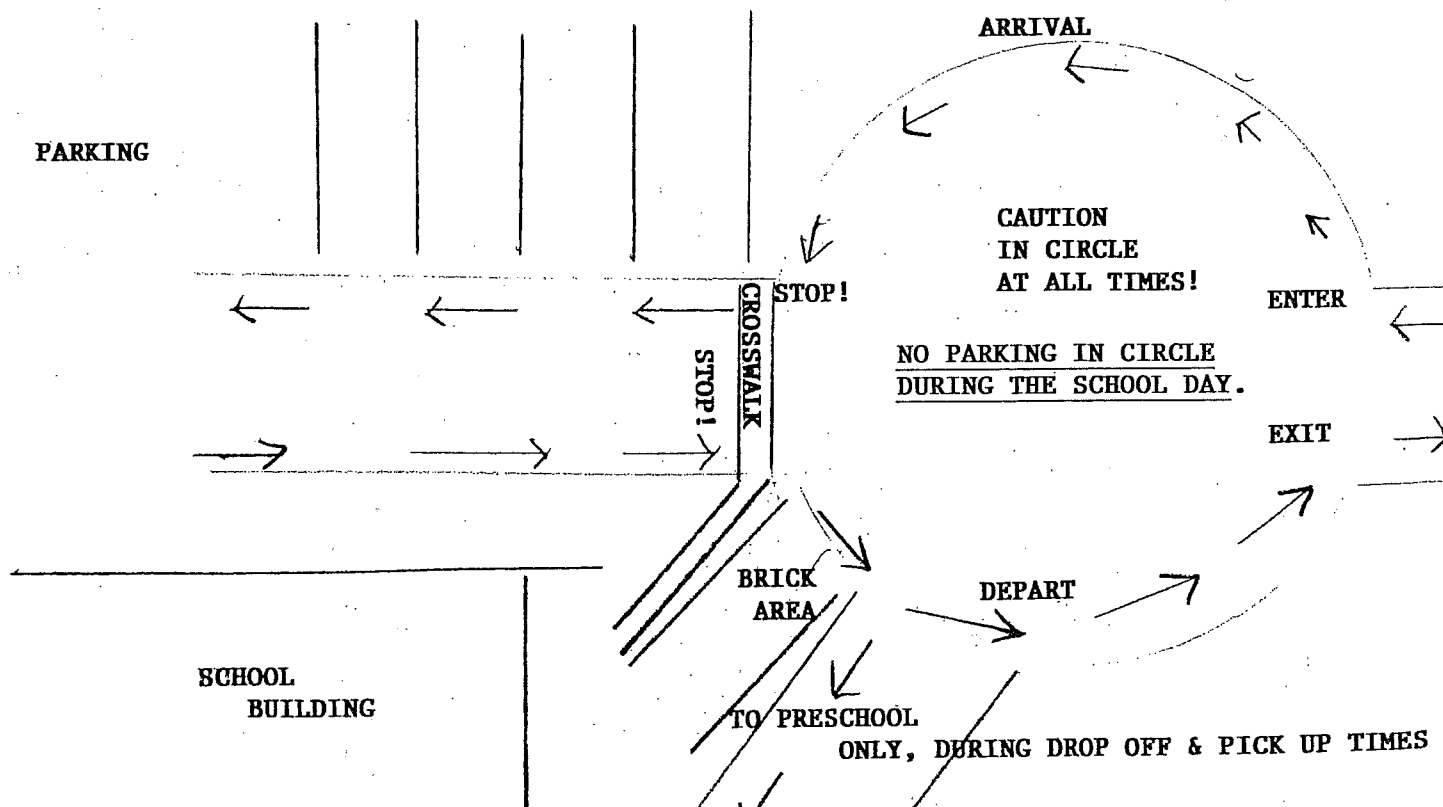 ARRIVAL
PARKING
CAUTION
IN CIRCLE
AT ALL TIMES!
STOP!
CROSSWALK
STOP!
ENTER
NO PARKING IN CIRCLE
DURING THE SCHOOL DAY.
EXIT
BRICK
AREA
DEPART
SCHOOL
BUILDING
TO PRESCHOOL
ONLY, DURING DROP OFF & PICK UP TIMES